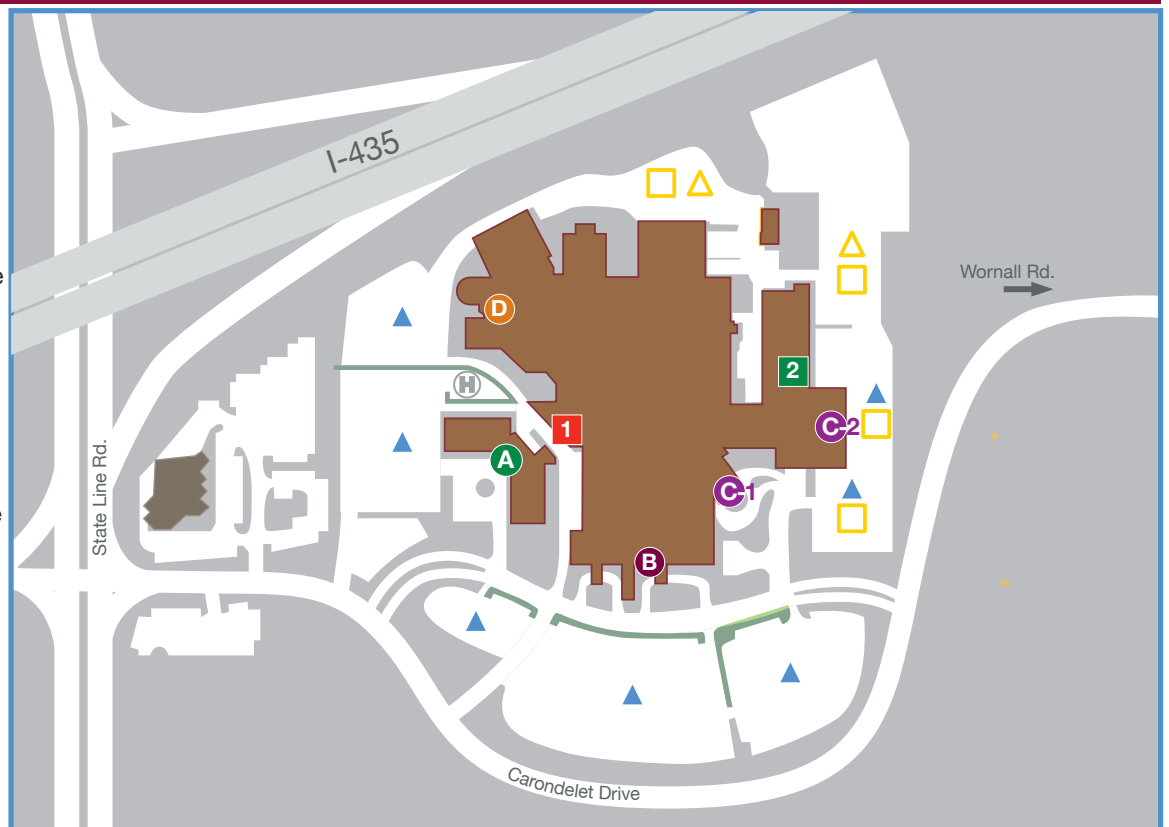 I-435
Wornall Rd.
D
H
2
1
C-2
A
C-1
State Line Rd.
B
Carondelet Drive